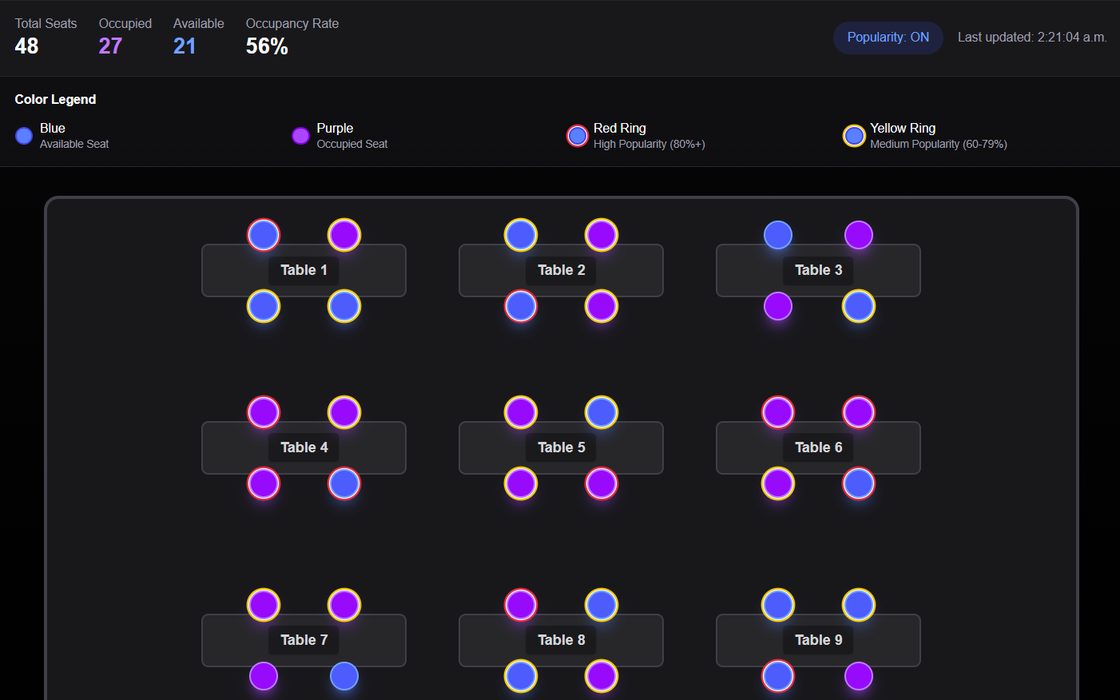 Total Seats Occupied Available Occupancy Rate
48 27 21 56%
Popularity: ON Last updated: 2:21:04 a.m.
Color Legend
Blue
Available Seat
Purple
Occupied Seat
Red Ring
High Popularity (80%+)
Yellow Ring
Medium Popularity (60-79%)
Table 1 Table 2 Table 3
Table 4 Table 5 Table 6
Table 7 Table 8 Table 9